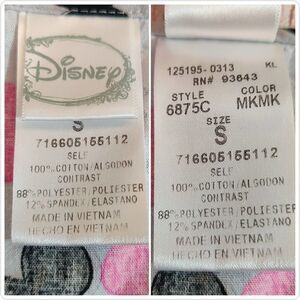 Disney
S
716605155112
SELF
100% COTTON/ALGODON
CONTRAST
88% POLYESTER/POLIESTER
12% SPANDEX/ELASTANO
MADE IN VIETNAM
HECHO EN VIETNAM
125195-0313 KL
RN# 93643
STYLE COLOR
6875C MKMK
SIZE
S
716605155112
SELF
100% COTTON/ALGODON
CONTRAST
88% POLYESTER/POLIESTER
12% SPANDEX/ELASTANO
MADE IN VIETNAM
HECHO EN VIETNAM